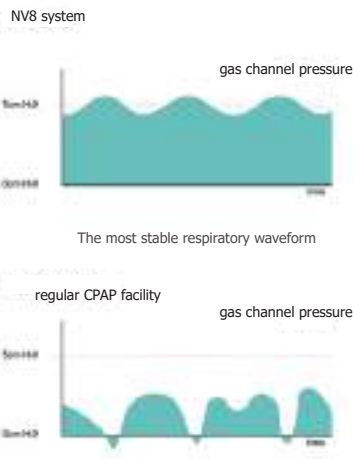 NV8 system
gas channel pressure
The most stable respiratory waveform
regular CPAP facility
gas channel pressure